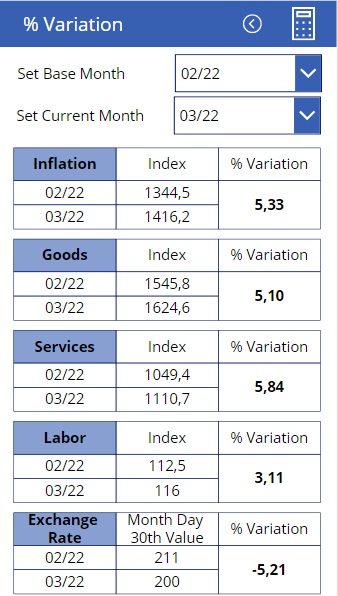 % Variation
Set Base Month 02/22
Set Current Month 03/22
Inflation Index % Variation
02/22 1344,5
5,33
03/22 1416,2
Goods Index % Variation
02/22 1545,8
5,10
03/22 1624,6
Services Index % Variation
02/22 1049,4
5,84
03/22 1110,7
Labor Index % Variation
02/22 112,5
3,11
03/22 116
Exchange Month Day
% Variation
Rate 30th Value
02/22 211
-5,21
03/22 200